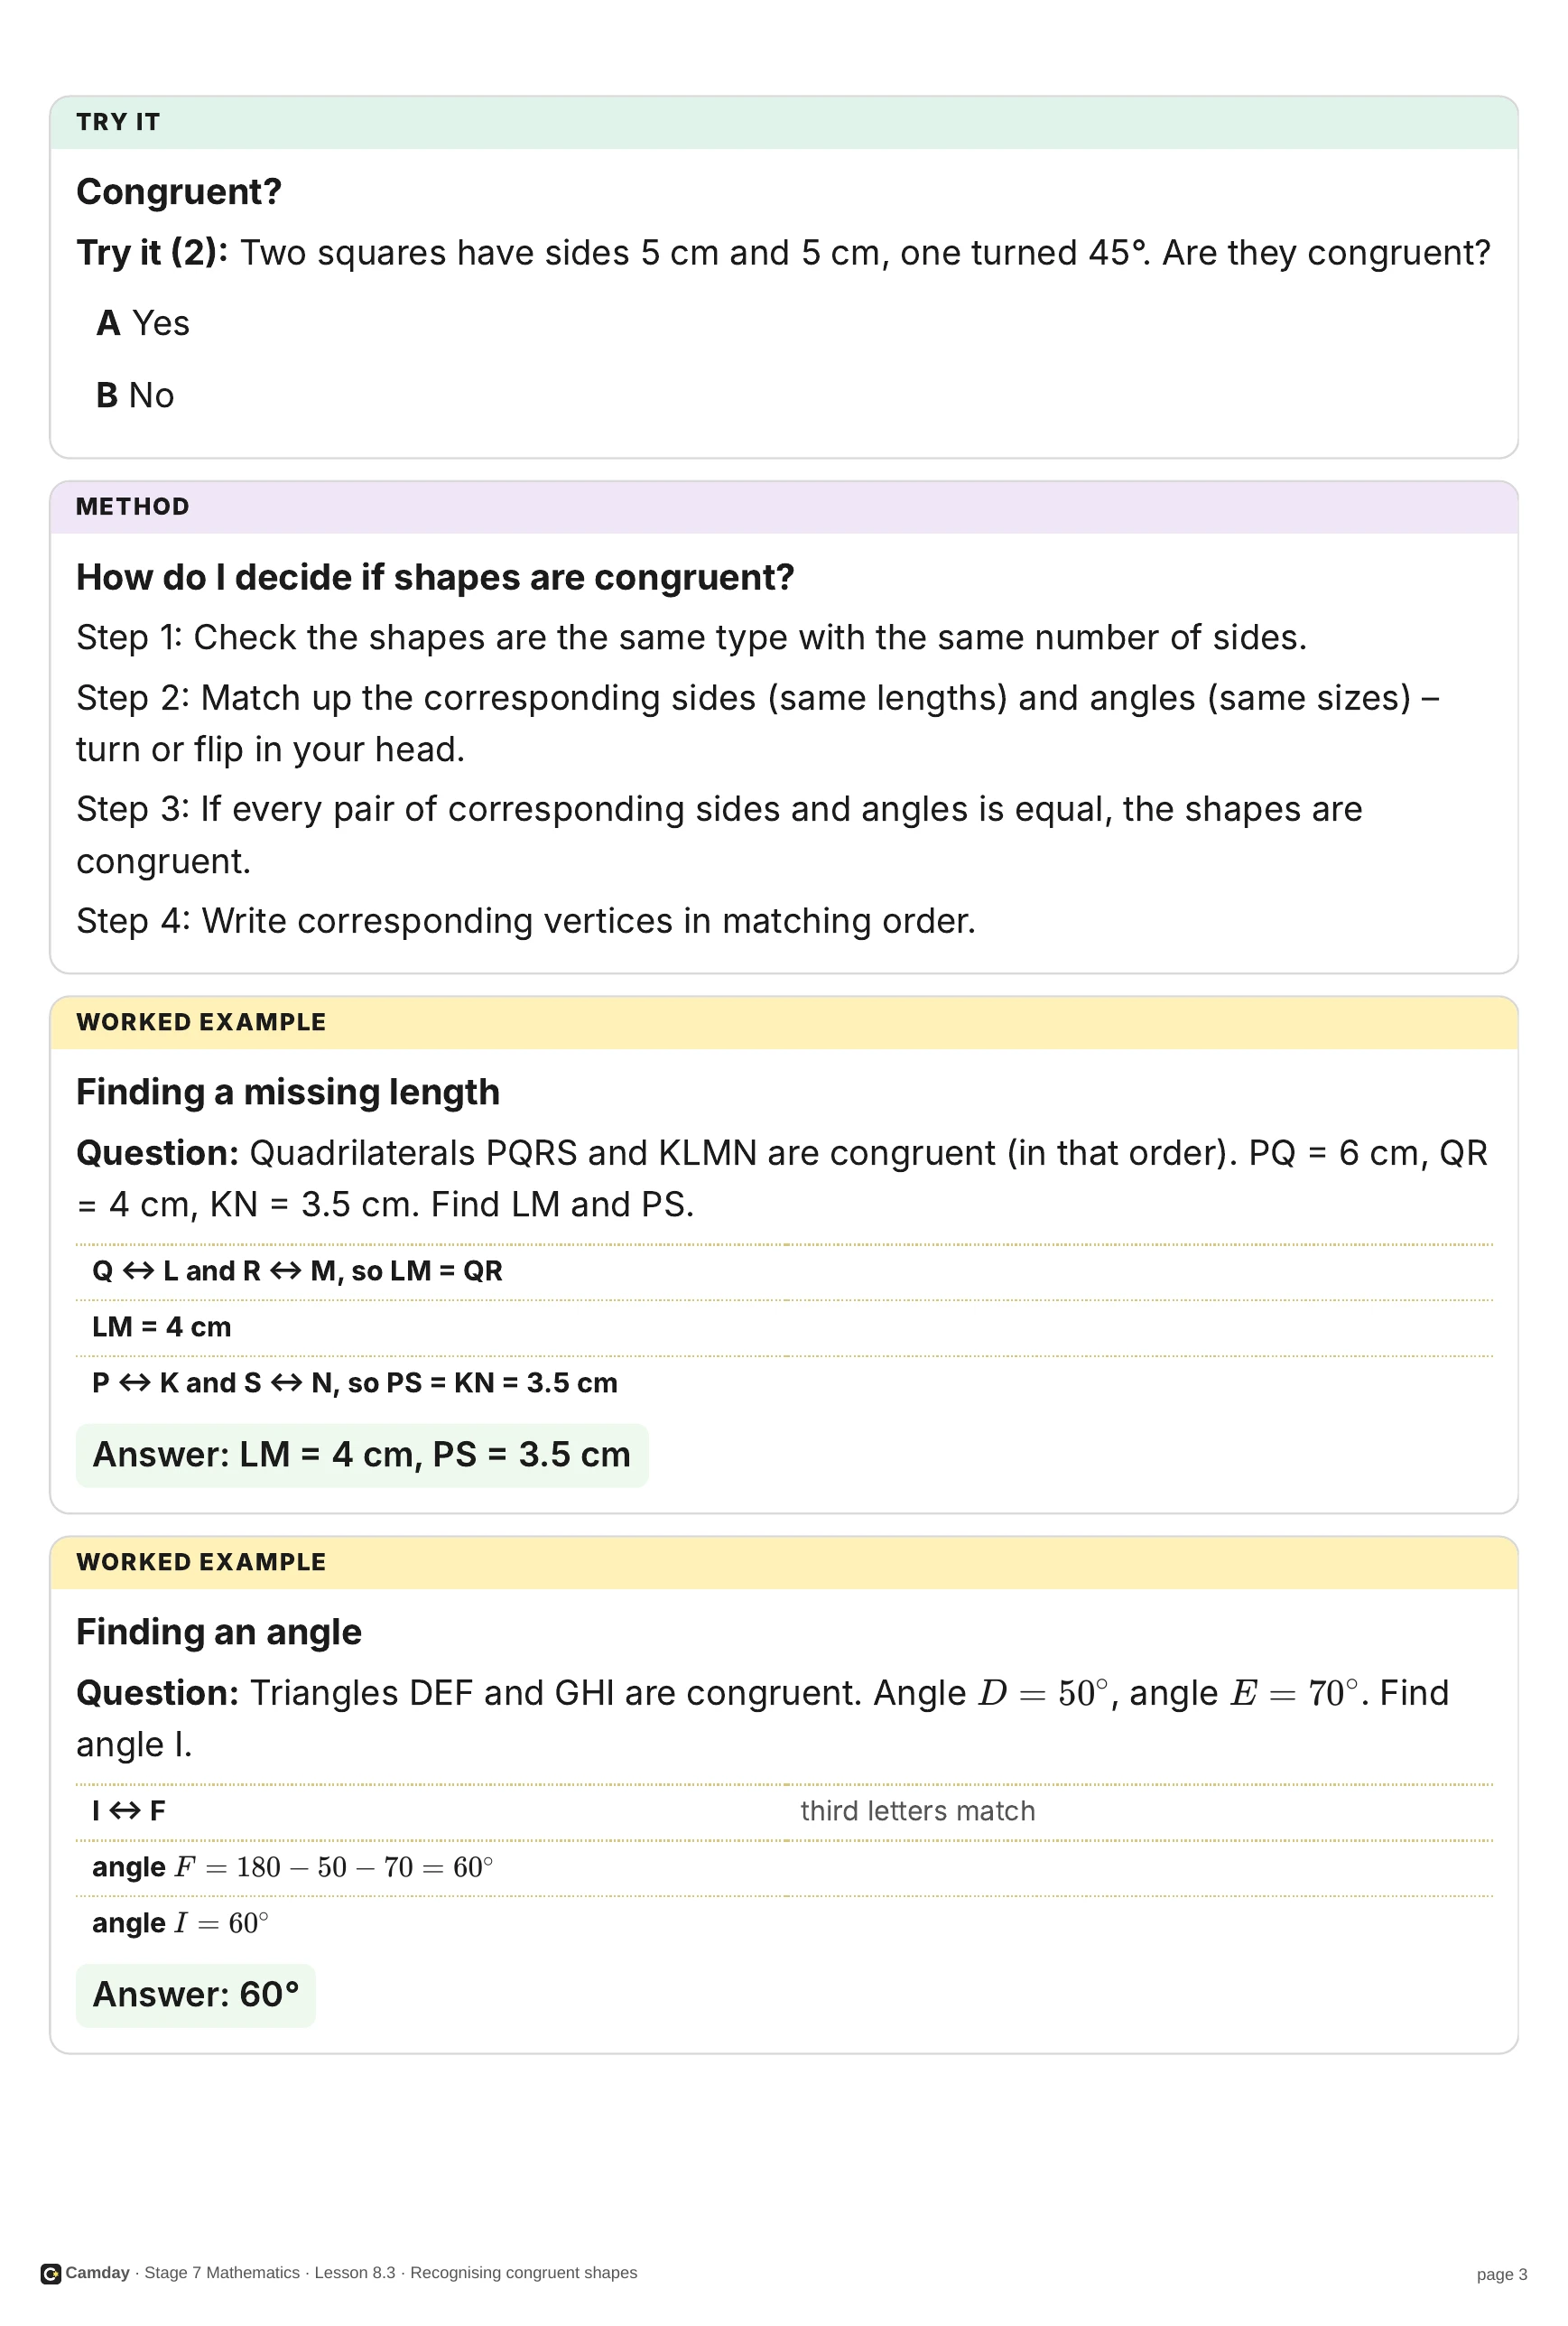 TRY IT
Congruent?
Try it (2): Two squares have sides 5 cm and 5 cm, one turned 45°. Are they congruent?
A Yes
B No
METHOD
How do I decide if shapes are congruent?
Step 1: Check the shapes are the same type with the same number of sides.
Step 2: Match up the corresponding sides (same lengths) and angles (same sizes) –
turn or flip in your head.
Step 3: If every pair of corresponding sides and angles is equal, the shapes are
congruent.
Step 4: Write corresponding vertices in matching order.
WORKED EXAMPLE
Finding a missing length
Question: Quadrilaterals PQRS and KLMN are congruent (in that order). PQ = 6 cm, QR
= 4 cm, KN = 3.5 cm. Find LM and PS.
Q ↔ L and R ↔ M, so LM = QR
LM = 4 cm
P ↔ K and S ↔ N, so PS = KN = 3.5 cm
Answer: LM = 4 cm, PS = 3.5 cm
WORKED EXAMPLE
Finding an angle
Question: Triangles DEF and GHI are congruent. Angle D = 50°, angle E = 70°. Find
angle I.
I ↔ F third letters match
angle F = 180 − 50 − 70 = 60°
angle I = 60°
Answer: 60°
Camday · Stage 7 Mathematics · Lesson 8.3 · Recognising congruent shapes page 3